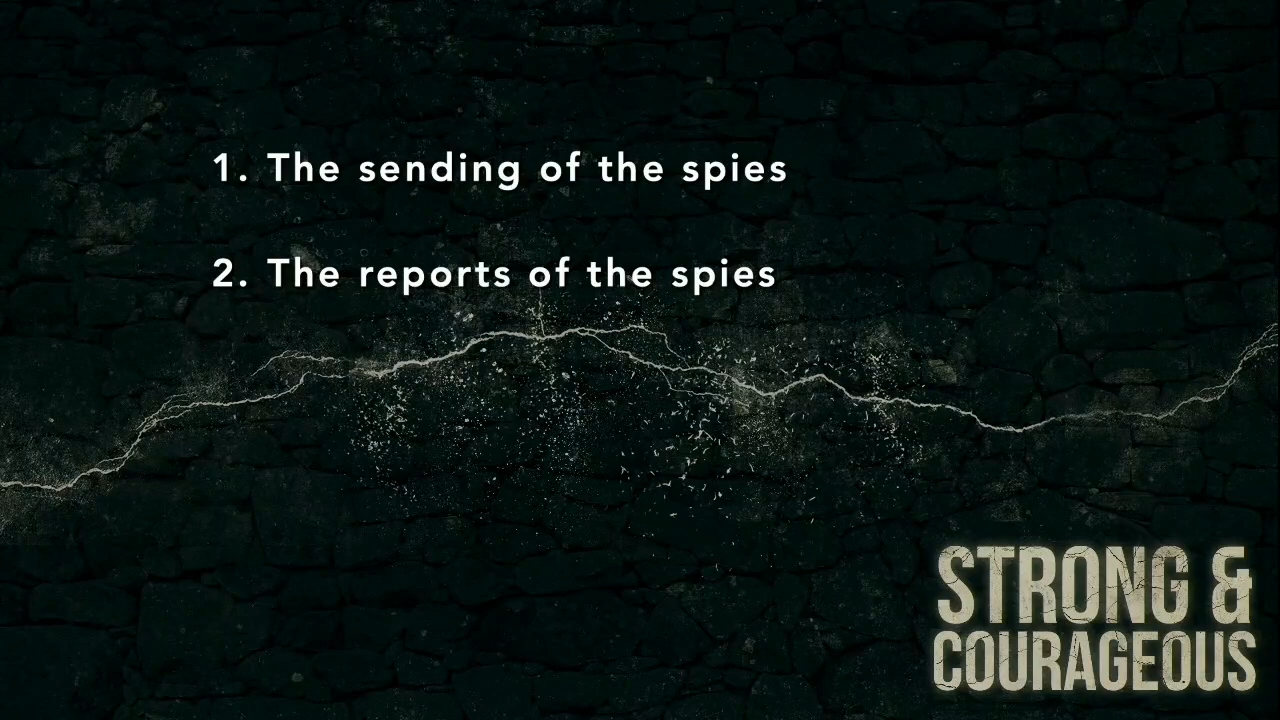 1. The sending of the spies
2. The reports of the spies
STRONG &
COURAGEOUS